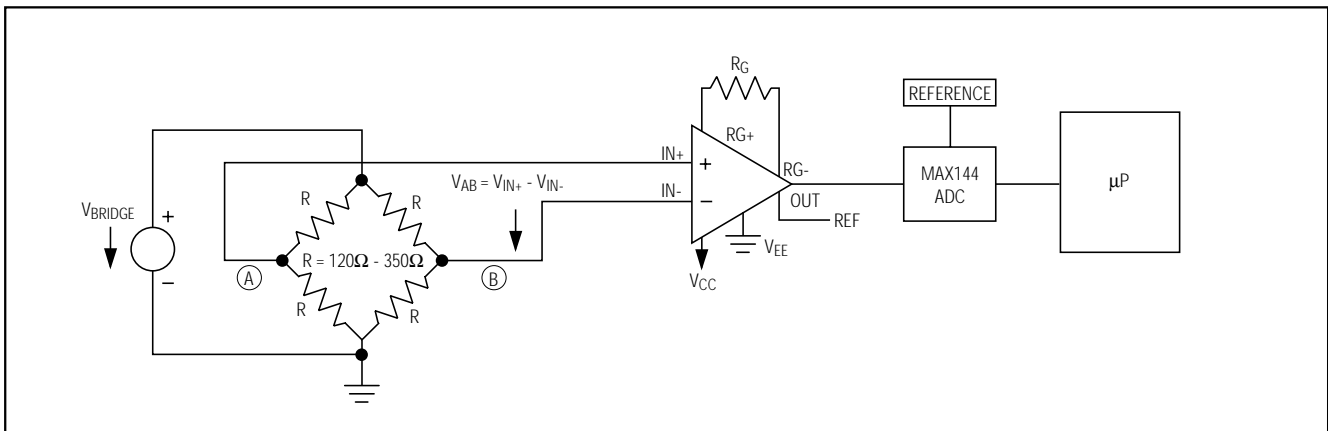 RG
REFERENCE
RG+
IN+
+
RG-
MAX144
ADC
µP
R
R
VAB = VIN+ - VIN-
IN-
−
OUT
REF
VBRIDGE
+
−
R = 120Ω - 350Ω
A
B
VEE
VCC
R
R